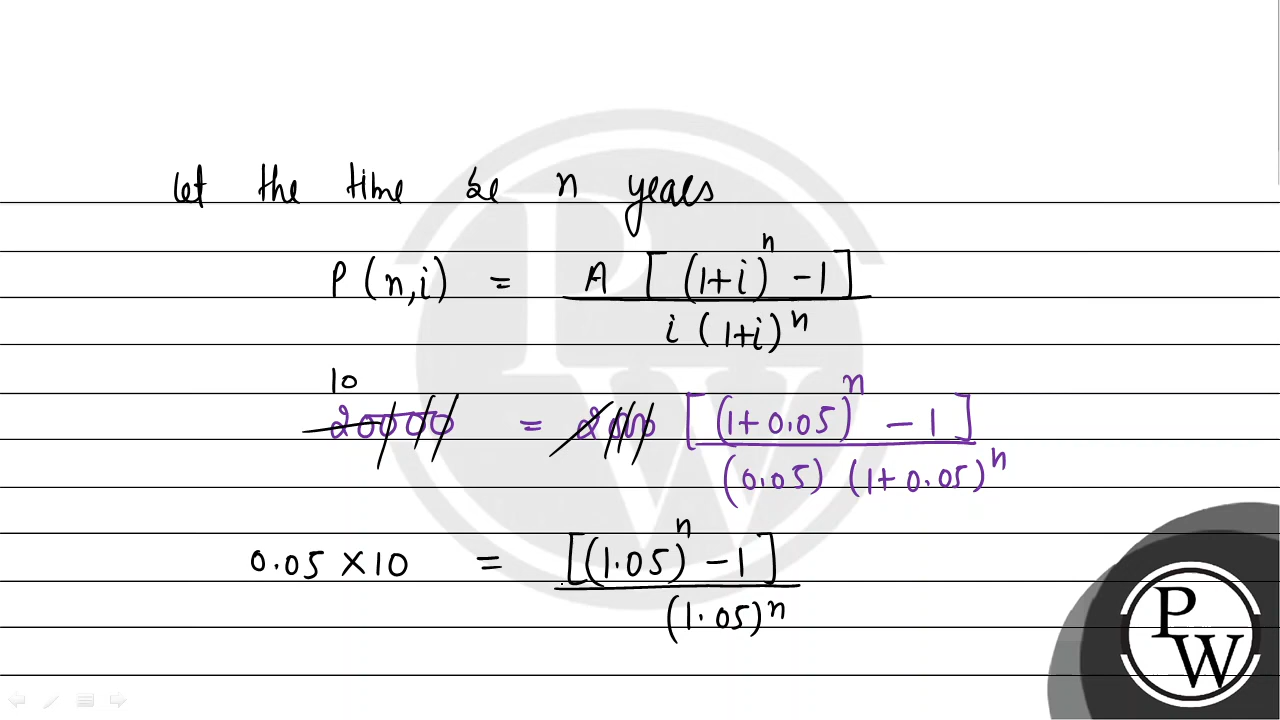 Let the time be n years
P (n,i) = A [ (1+i)^n - 1 ] / i (1+i)^n
10
20000 = 2000 [ (1+0.05)^n - 1 ] / (0.05) (1+0.05)^n
0.05 × 10 = [(1.05)^n - 1] / (1.05)^n
P
W
P
W